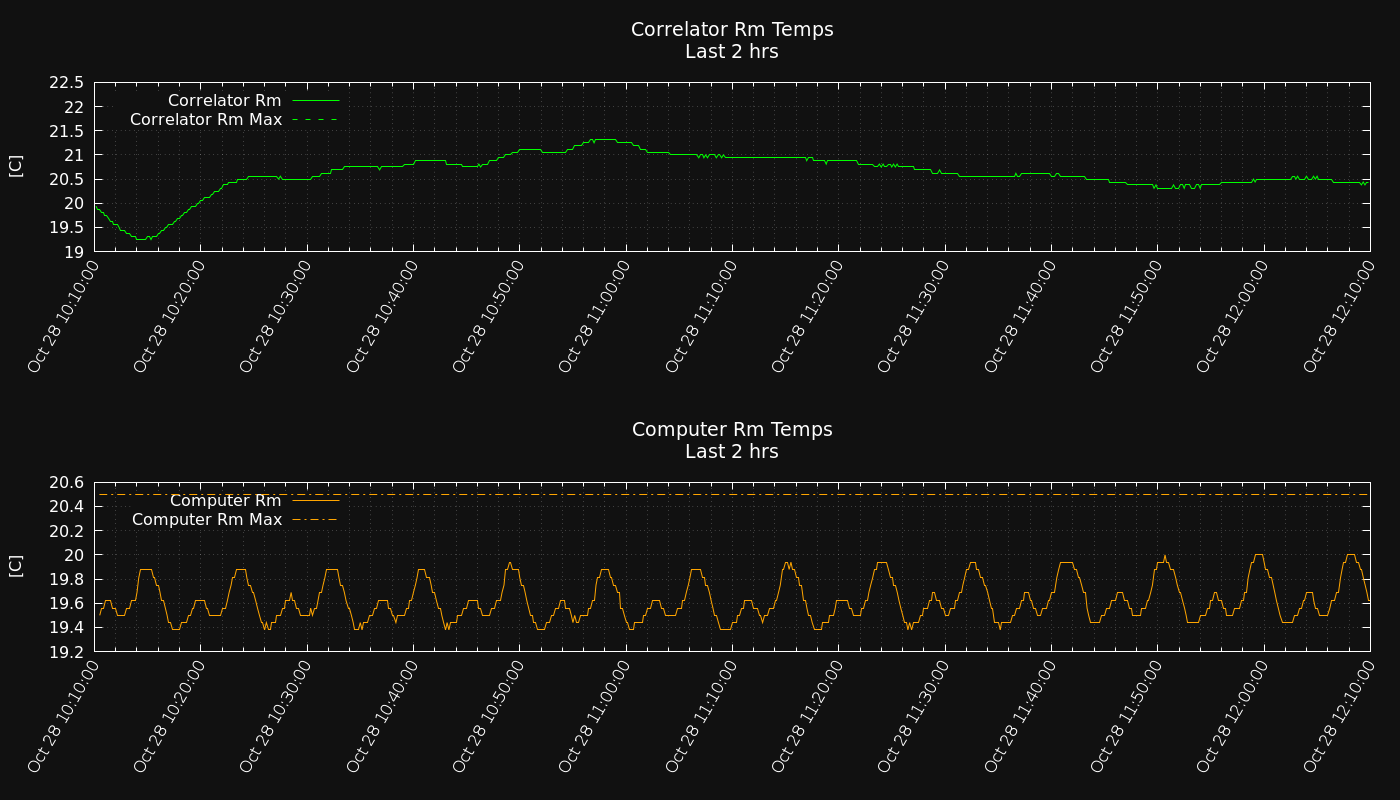 Correlator Rm Temps
Last 2 hrs
22.5
22
21.5
21
20.5
20
19.5
19
[C]
Correlator Rm
Correlator Rm Max
Oct 28 10:10:00
Oct 28 10:20:00
Oct 28 10:30:00
Oct 28 10:40:00
Oct 28 10:50:00
Oct 28 11:00:00
Oct 28 11:10:00
Oct 28 11:20:00
Oct 28 11:30:00
Oct 28 11:40:00
Oct 28 11:50:00
Oct 28 12:00:00
Oct 28 12:10:00
Computer Rm Temps
Last 2 hrs
20.6
20.4
20.2
20
19.8
19.6
19.4
19.2
[C]
Computer Rm
Computer Rm Max
Oct 28 10:10:00
Oct 28 10:20:00
Oct 28 10:30:00
Oct 28 10:40:00
Oct 28 10:50:00
Oct 28 11:00:00
Oct 28 11:10:00
Oct 28 11:20:00
Oct 28 11:30:00
Oct 28 11:40:00
Oct 28 11:50:00
Oct 28 12:00:00
Oct 28 12:10:00